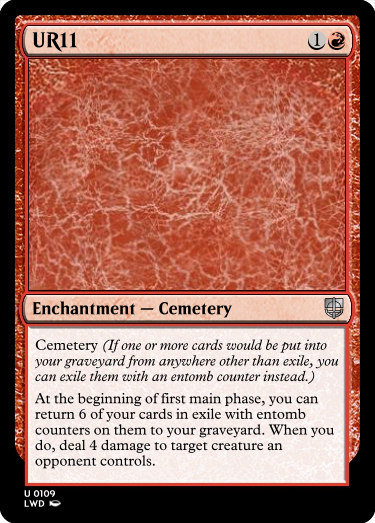 UR11 1
Enchantment — Cemetery
Cemetery (If one or more cards would be put into
your graveyard from anywhere other than exile, you
can exile them with an entomb counter instead.)
At the beginning of first main phase, you can
return 6 of your cards in exile with entomb
counters on them to your graveyard. When you
do, deal 4 damage to target creature an
opponent controls.
U 0109
LWD